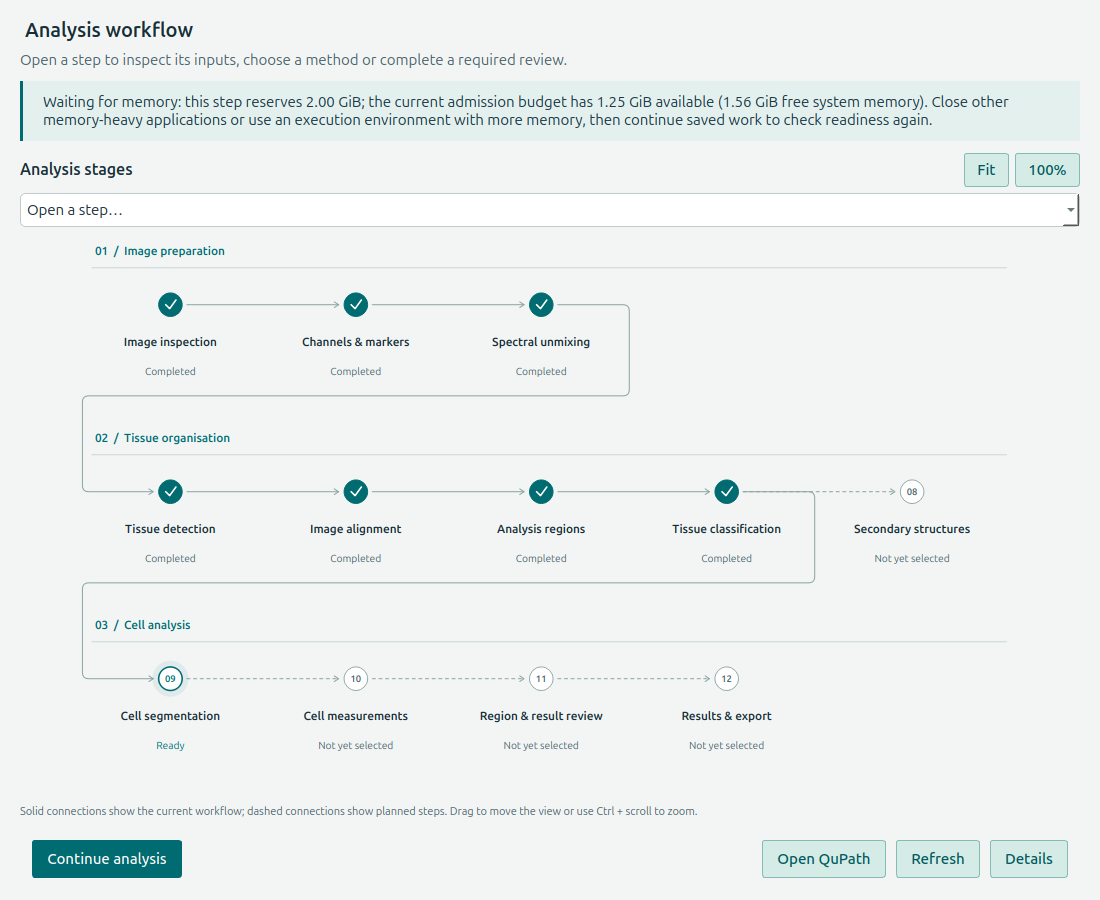 Analysis workflow
Open a step to inspect its inputs, choose a method or complete a required review.
Waiting for memory: this step reserves 2.00 GiB; the current admission budget has 1.25 GiB available (1.56 GiB free system memory). Close other
memory-heavy applications or use an execution environment with more memory, then continue saved work to check readiness again.
Analysis stages
Fit
100%
Open a step...
01 / Image preparation
Image inspection
Channels & markers
Spectral unmixing
Completed
Completed
Completed
02 / Tissue organisation
08
Tissue detection
Image alignment
Analysis regions
Tissue classification
Secondary structures
Completed
Completed
Completed
Completed
Not yet selected
03 / Cell analysis
09
10
11
12
Cell segmentation
Cell measurements
Region & result review
Results & export
Ready
Not yet selected
Not yet selected
Not yet selected
Solid connections show the current workflow; dashed connections show planned steps. Drag to move the view or use Ctrl + scroll to zoom.
Continue analysis
Open QuPath
Refresh
Details